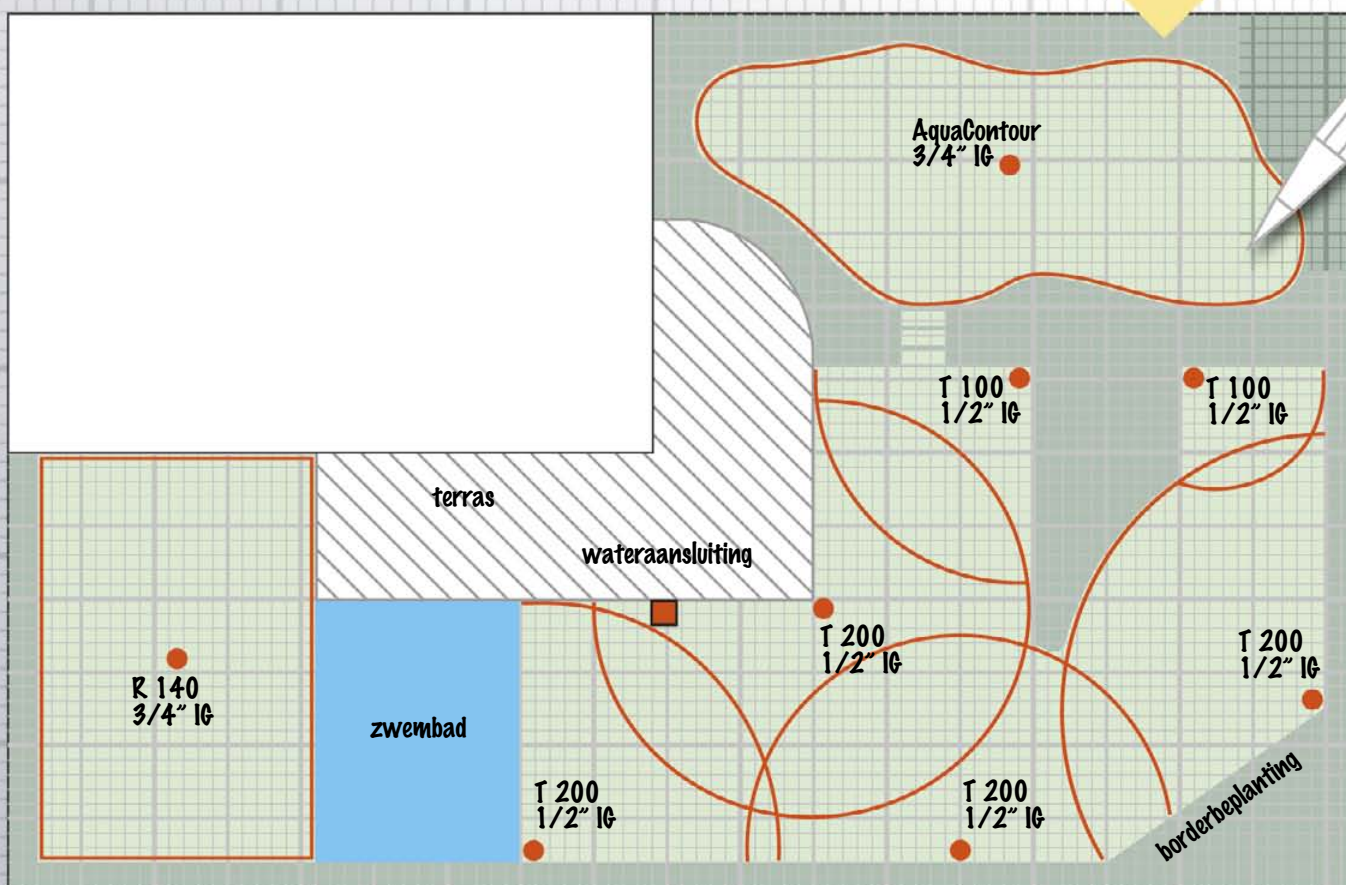 AquaContour
3/4” IG
T 100
1/2” IG
T 100
1/2” IG
terras
wateraansluiting
T 200
1/2” IG
T 200
1/2” IG
R 140
3/4” IG
zwembad
T 200
1/2” IG
T 200
1/2” IG
borderbeplanting